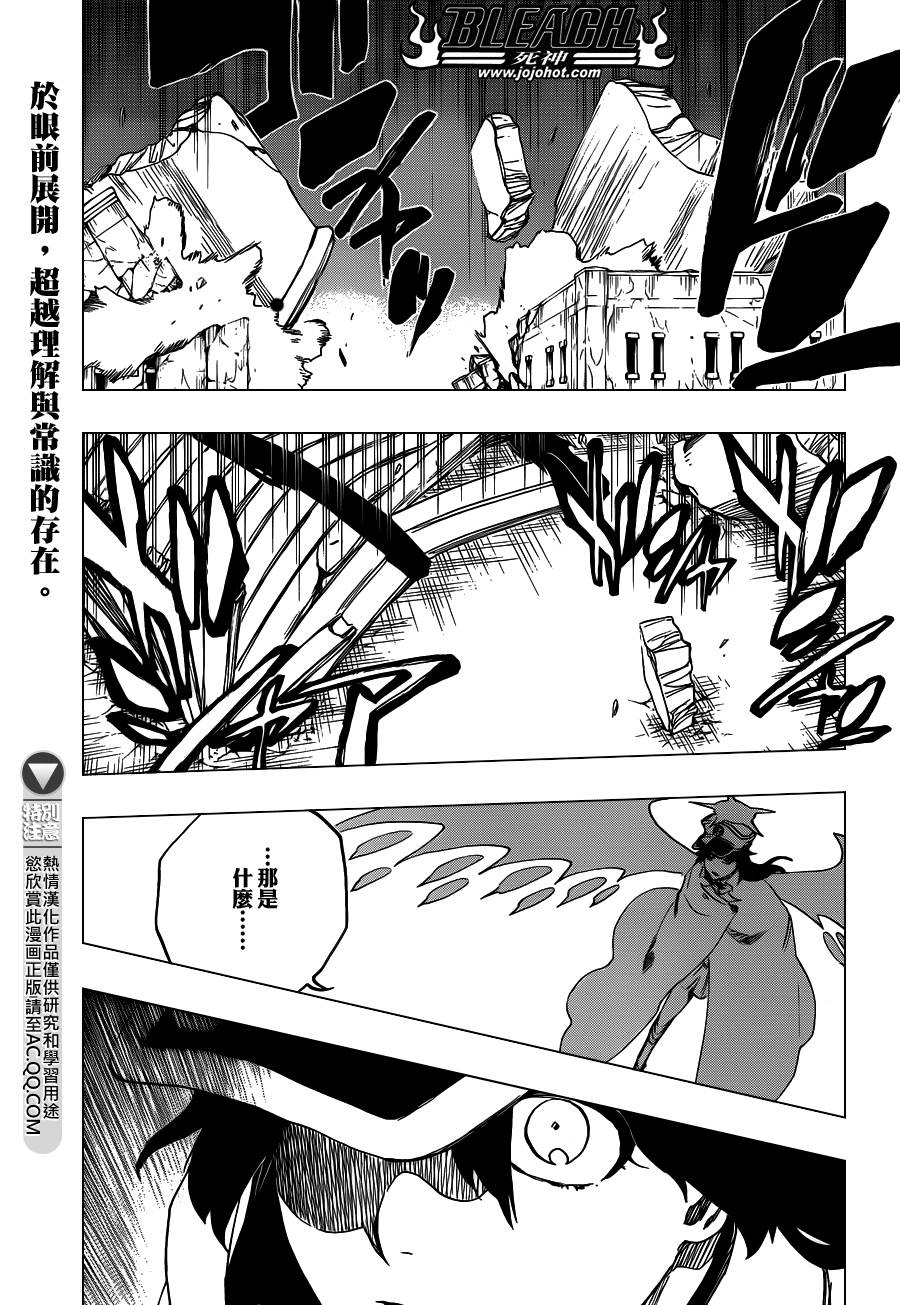 BLEACH
死神
www.jojohot.com
於眼前展開，超越理解與常識的存在。
…那是
什麼………
特別
注意
熱情漢化作品僅供研究和學習用途
慾欣賞此漫画正版請至AC.QQ.COM